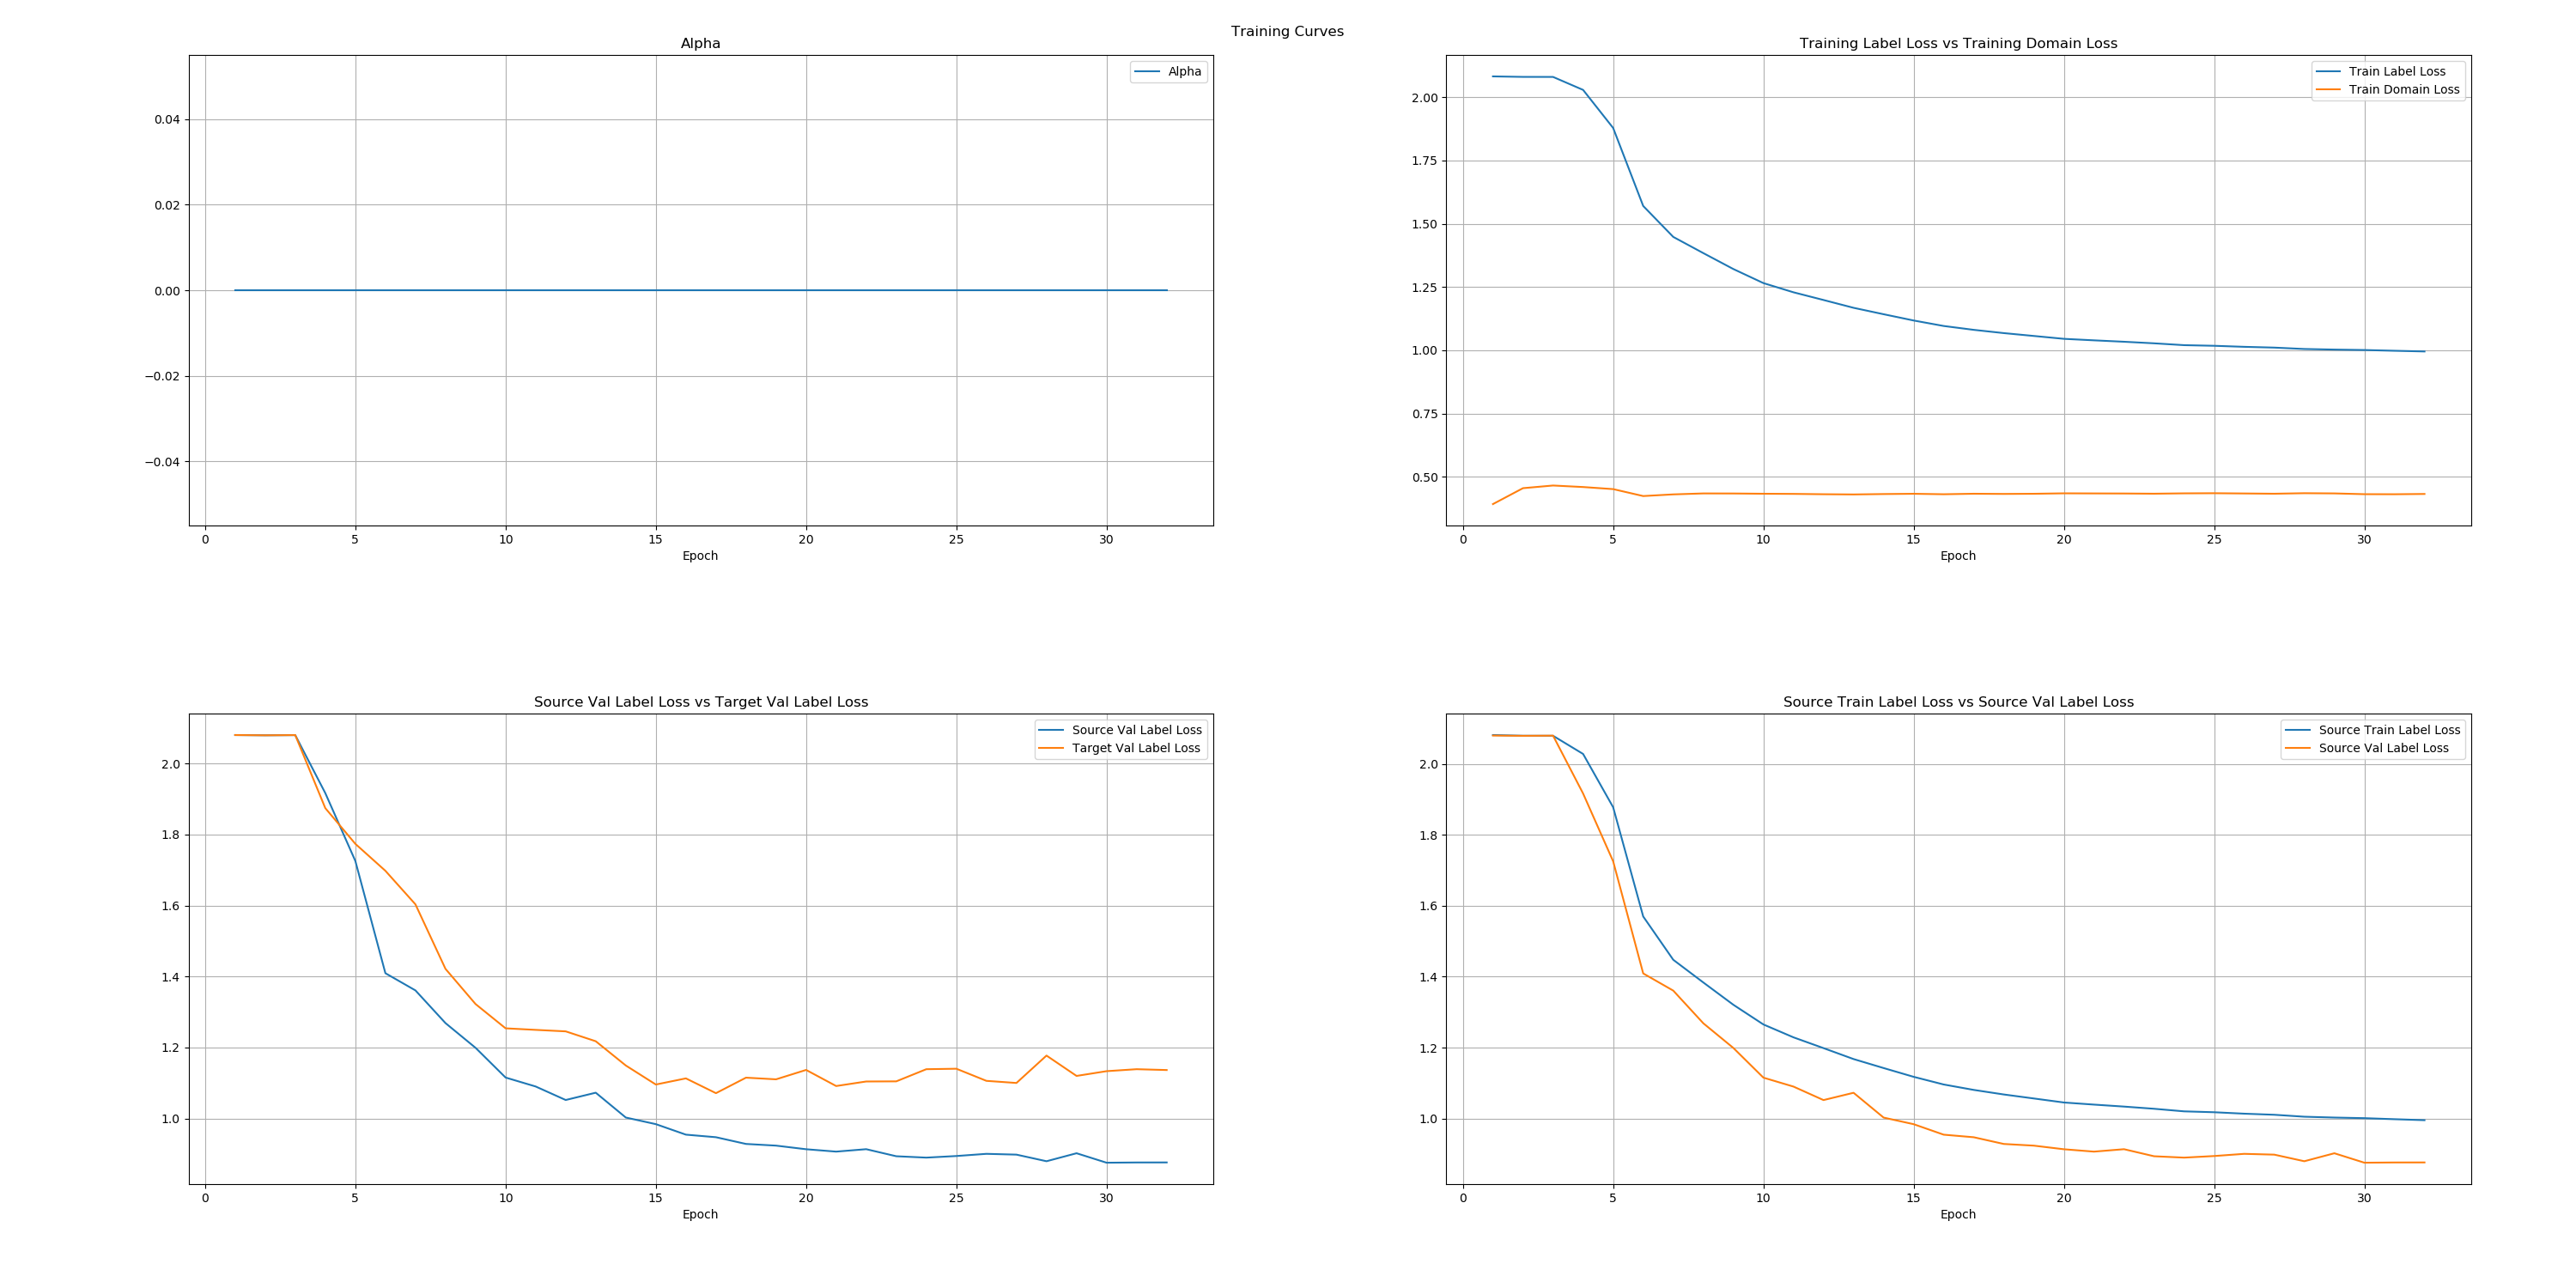 Training Curves
Alpha
Alpha
0.04
0.02
0.00
−0.02
−0.04
0 5 10 15 20 25 30
Epoch
Training Label Loss vs Training Domain Loss
Train Label Loss
Train Domain Loss
2.00
1.75
1.50
1.25
1.00
0.75
0.50
0 5 10 15 20 25 30
Epoch
Source Val Label Loss vs Target Val Label Loss
Source Val Label Loss
Target Val Label Loss
2.0
1.8
1.6
1.4
1.2
1.0
0 5 10 15 20 25 30
Epoch
Source Train Label Loss vs Source Val Label Loss
Source Train Label Loss
Source Val Label Loss
2.0
1.8
1.6
1.4
1.2
1.0
0 5 10 15 20 25 30
Epoch